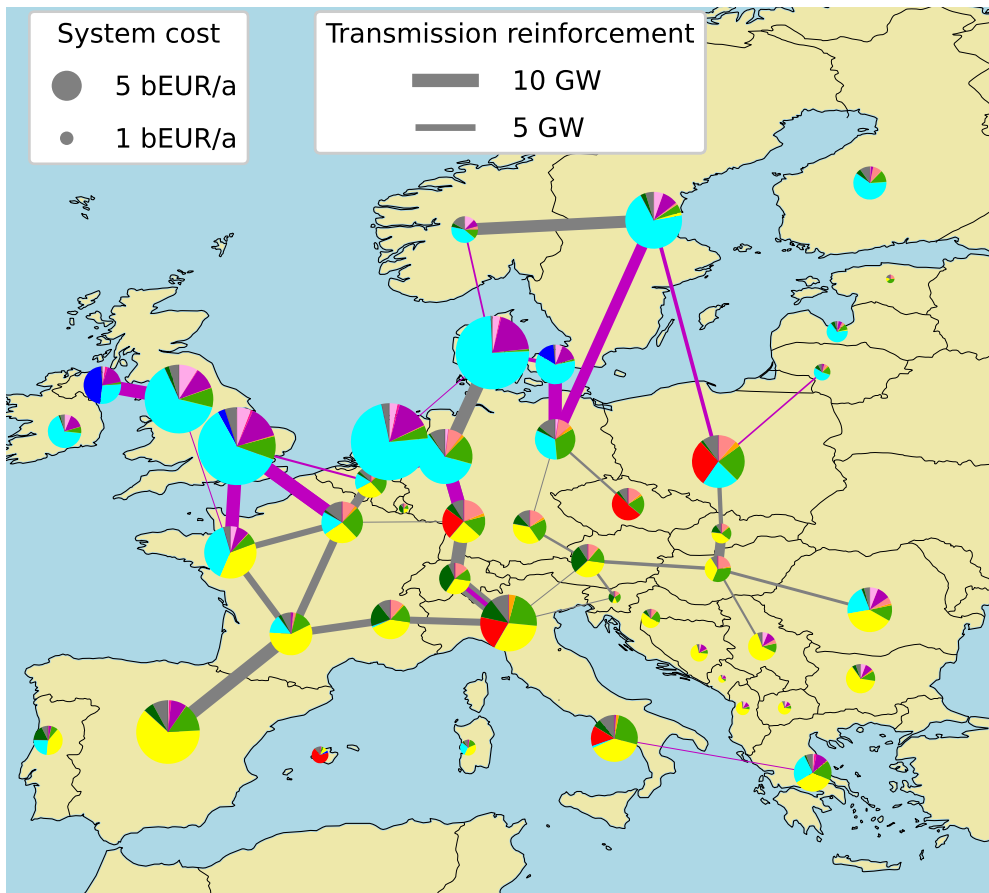 System cost
5 bEUR/a
1 bEUR/a
Transmission reinforcement
10 GW
5 GW